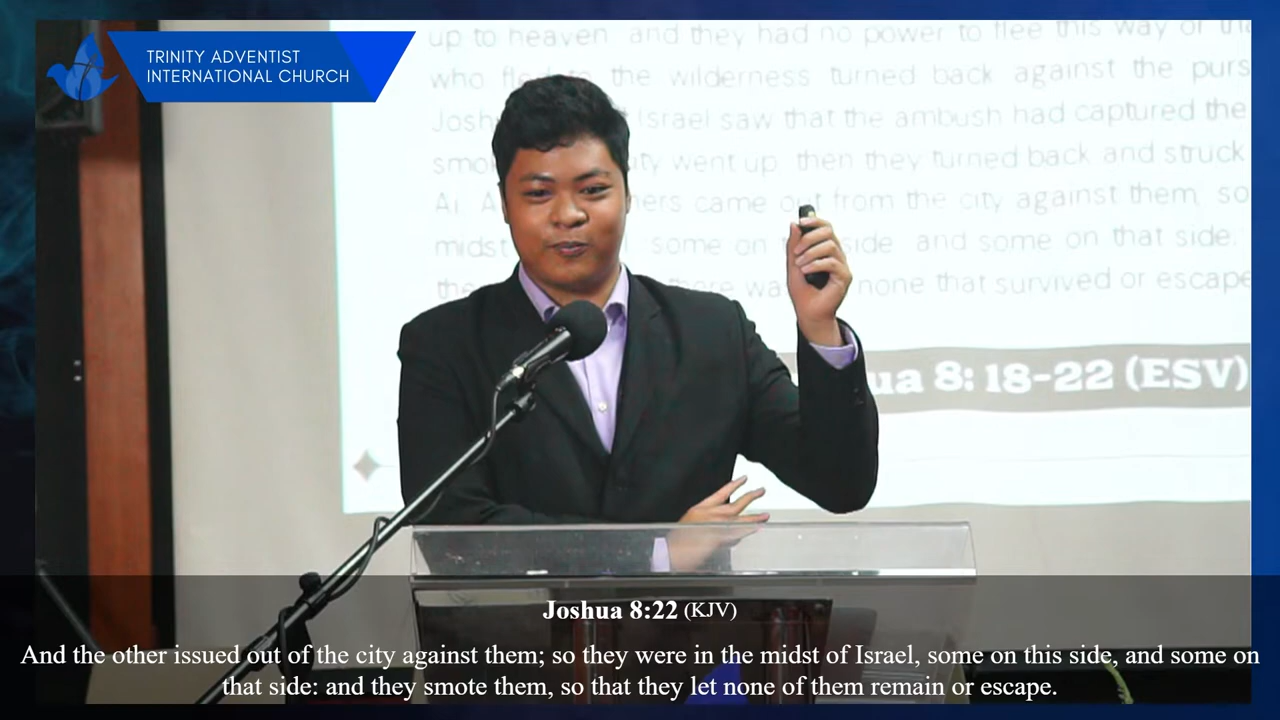 TRINITY ADVENTIST
INTERNATIONAL CHURCH
up to heaven and they had no power to flee this way or
who fled to the wilderness turned back against the
Israel saw that the ambush had captured the
went up then they turned back and struck
Ai. came out from the city against them, so
midst some on side and some on that side.
none that survived or escape
8: 18-22 (ESV)
Joshua 8:22 (KJV)
And the other issued out of the city against them; so they were in the midst of Israel, some on this side, and some on
that side: and they smote them, so that they let none of them remain or escape.